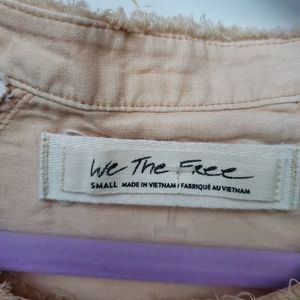 We The Free
SMALL MADE IN VIETNAM / FABRIQUÉ AU VIETNAM